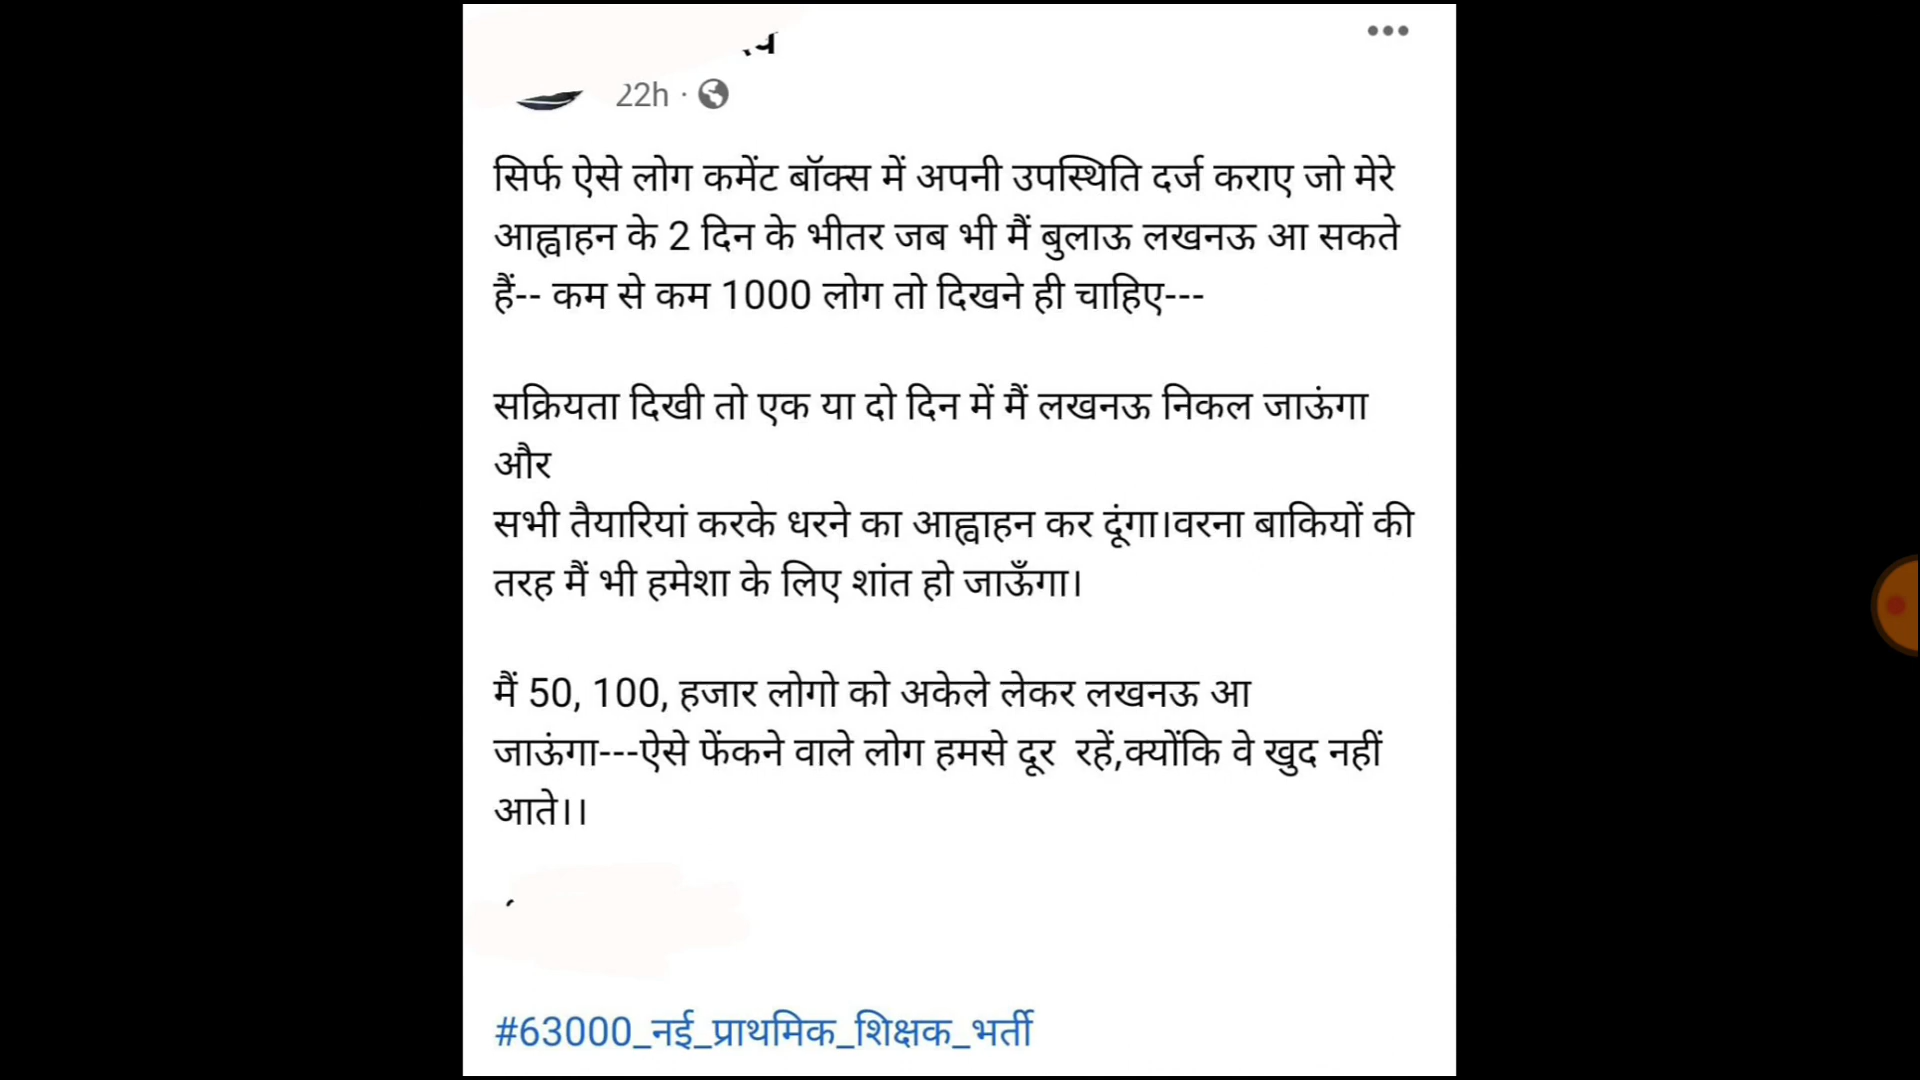 22h ·
सिर्फ ऐसे लोग कमेंट बॉक्स में अपनी उपस्थिति दर्ज कराए जो मेरे
आह्वाहन के 2 दिन के भीतर जब भी मैं बुलाऊ लखनऊ आ सकते
हैं-- कम से कम 1000 लोग तो दिखने ही चाहिए---
सक्रियता दिखी तो एक या दो दिन में मैं लखनऊ निकल जाऊंगा
और
सभी तैयारियां करके धरने का आह्वाहन कर दूंगा।वरना बाकियों की
तरह मैं भी हमेशा के लिए शांत हो जाऊँगा।
मैं 50, 100, हजार लोगो को अकेले लेकर लखनऊ आ
जाऊंगा---ऐसे फेंकने वाले लोग हमसे दूर  रहें,क्योंकि वे खुद नहीं
आते।।
#63000_नई_प्राथमिक_शिक्षक_भर्ती